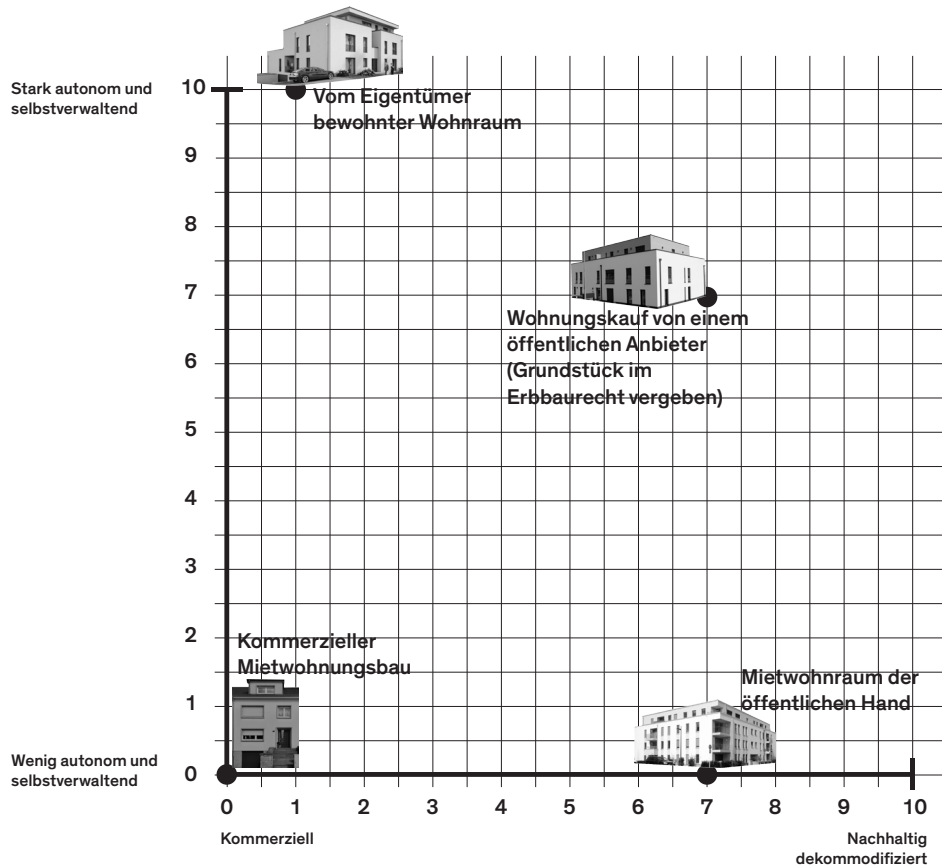 Stark autonom und
selbstverwaltend
10
Vom Eigentümer
bewohnter Wohnraum
9
8
7
Wohnungskauf von einem
öffentlichen Anbieter
(Grundstück im
Erbbaurecht vergeben)
6
5
4
3
2
Kommerzieller
Mietwohnungsbau
Mietwohnraum der
öffentlichen Hand
1
Wenig autonom und
selbstverwaltend
0
0 1 2 3 4 5 6 7 8 9 10
Kommerziell
Nachhaltig
dekommodifiziert